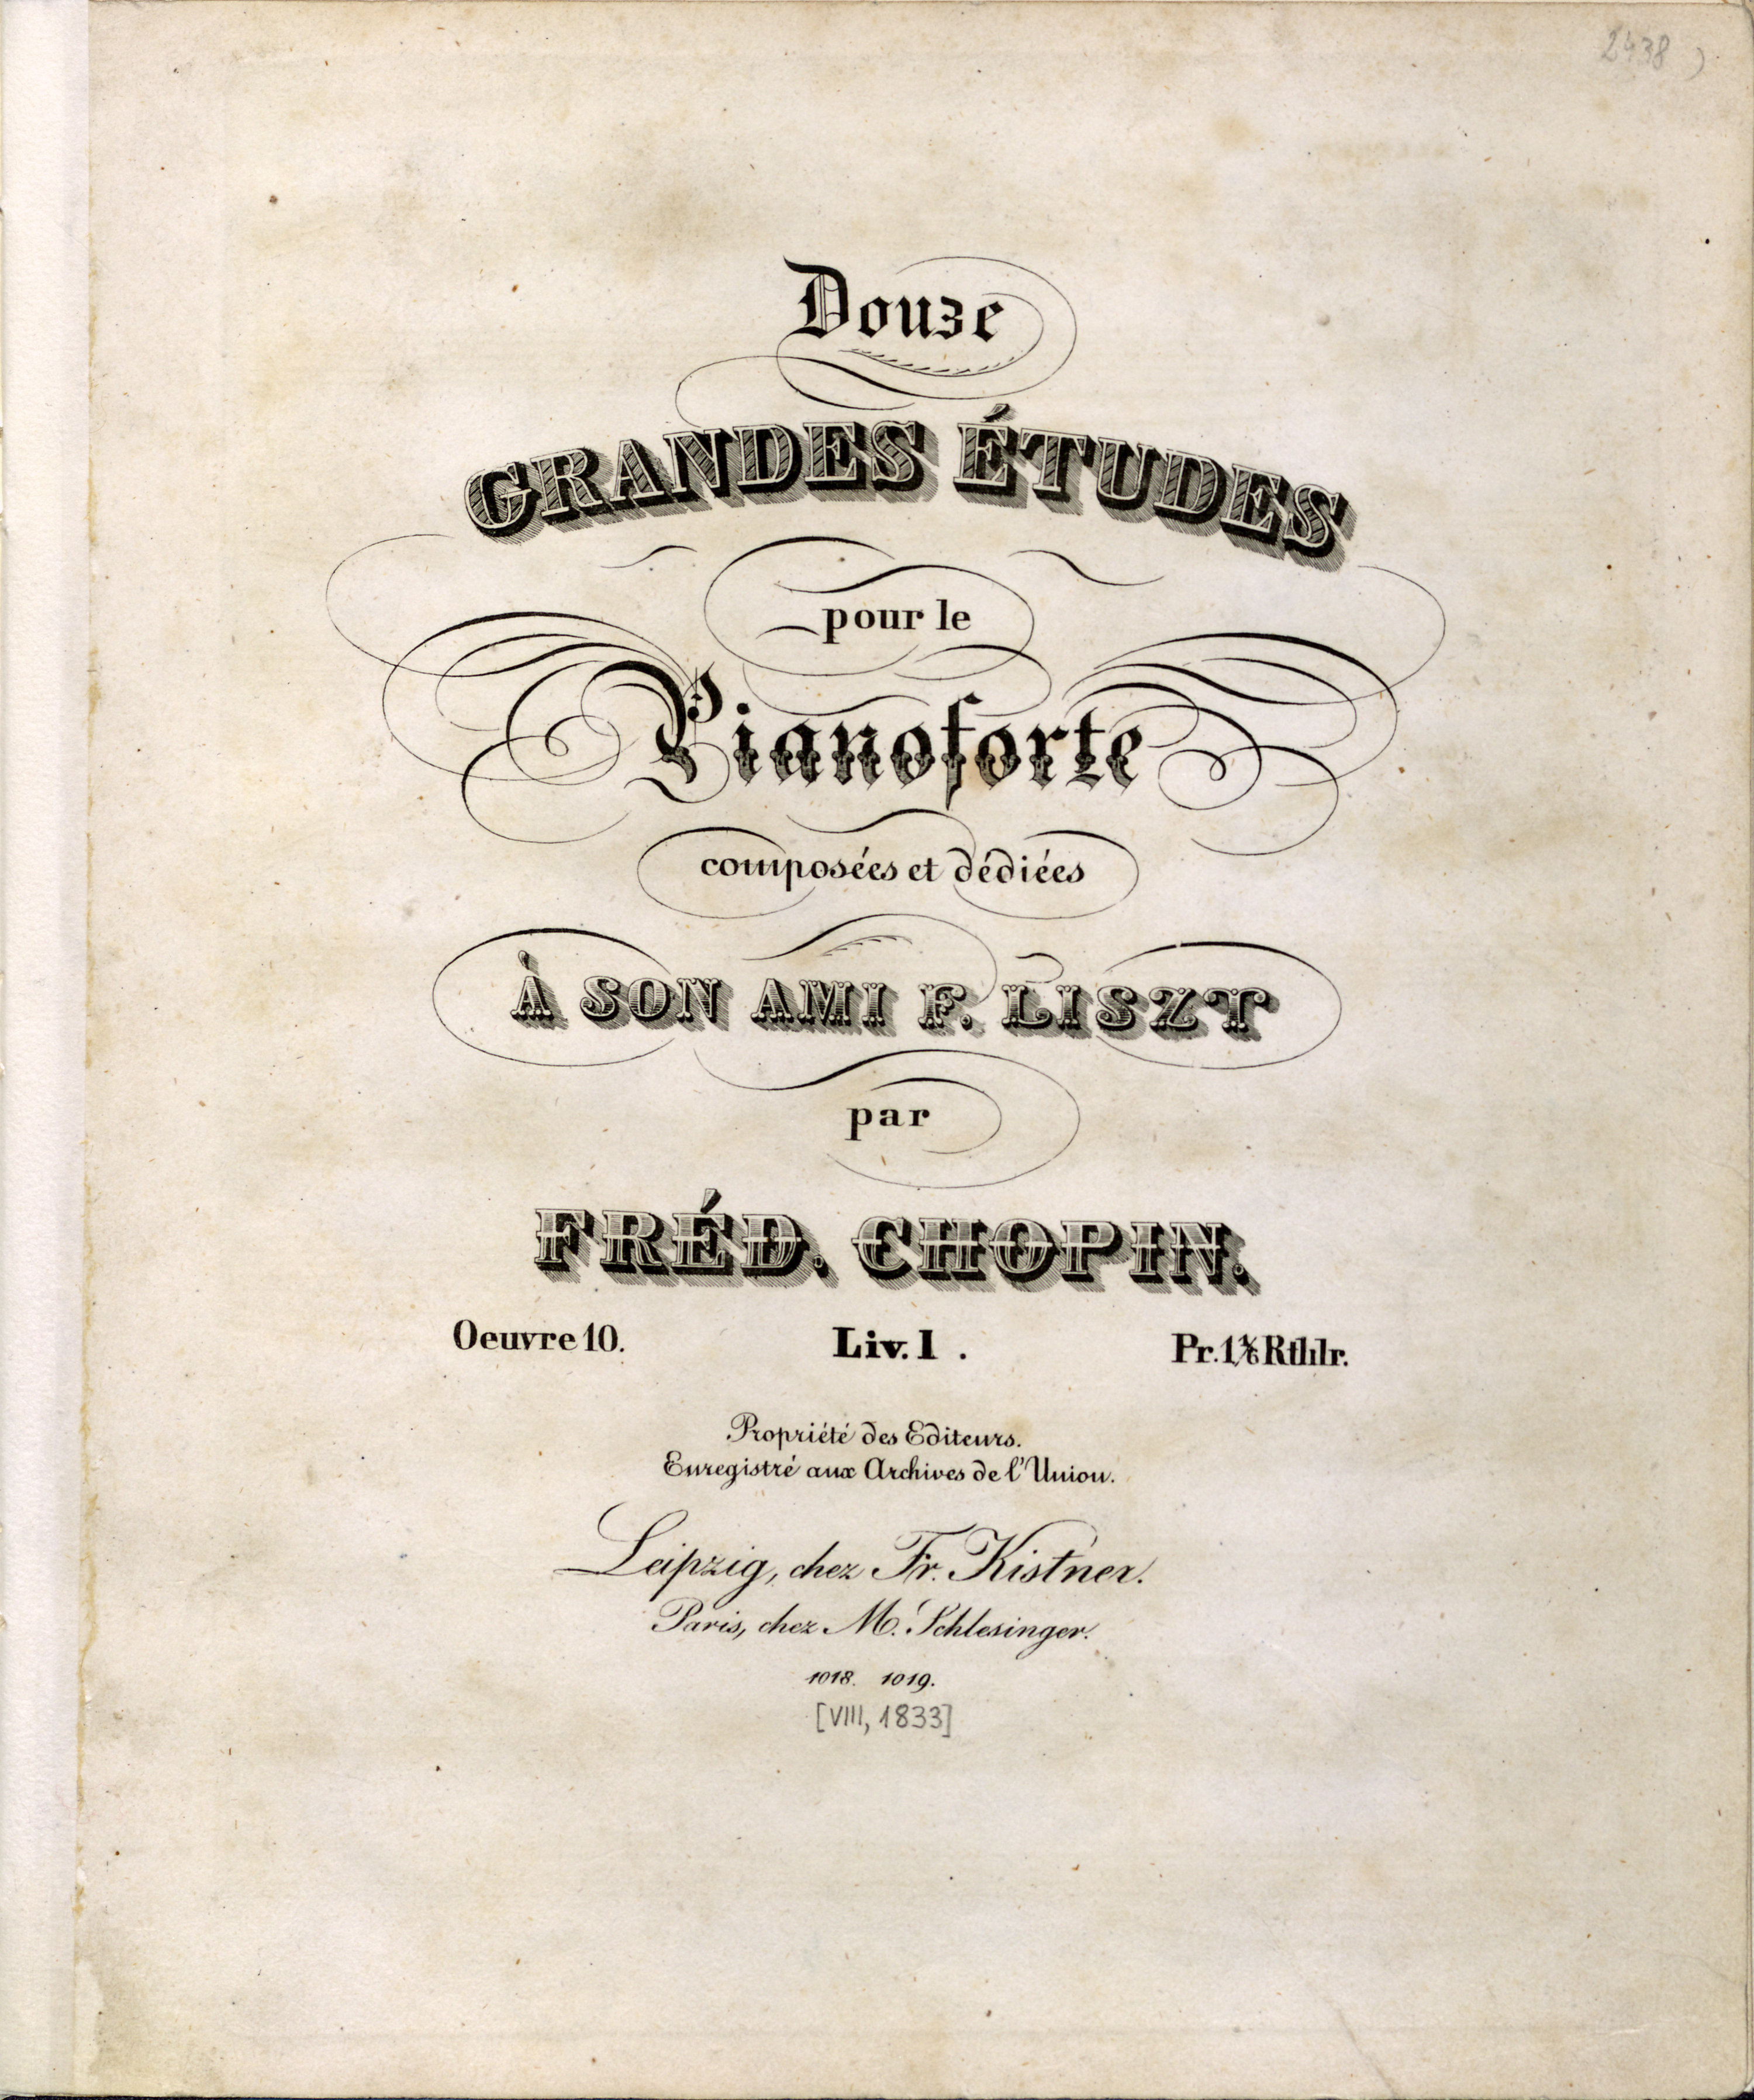 2438
Douze
GRANDES ÉTUDES
pour le
Pianoforte
composées et dédiées
À SON AMI F. LISZT
par
FRÉD. CHOPIN.
Oeuvre 10. Liv. I . Pr. 1 1/6 Rthlr.
Propriété des Editeurs.
Enregistré aux Archives de l'Union.
Leipzig, chez Fr. Kistner.
Paris, chez M. Schlesinger.
1018. 1019.
[VIII, 1833]